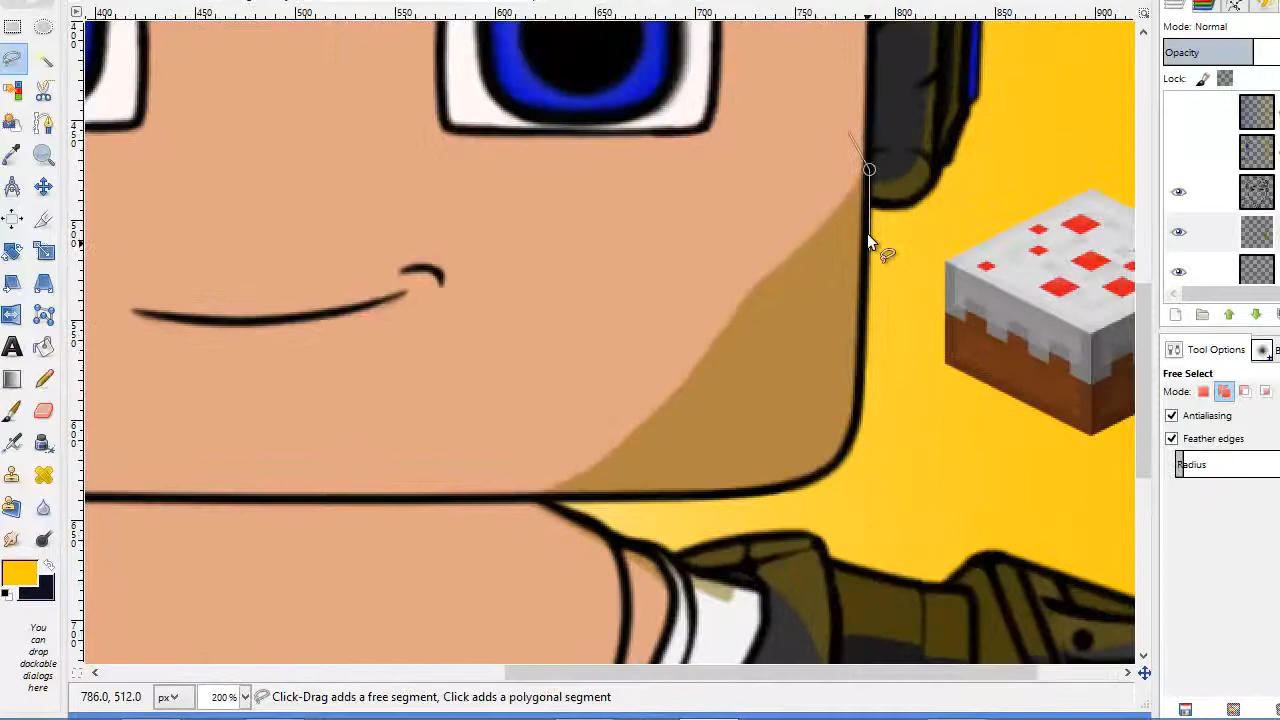 400 450 500 550 600 650 700 750 800 850 900
Mode: Normal
Opacity
Lock:
Tool Options
Free Select
Mode:
Antialiasing
Feather edges
Radius
You
can
drop
dockable
dialogs
here
786.0, 512.0 px 200% Click-Drag adds a free segment, Click adds a polygonal segment